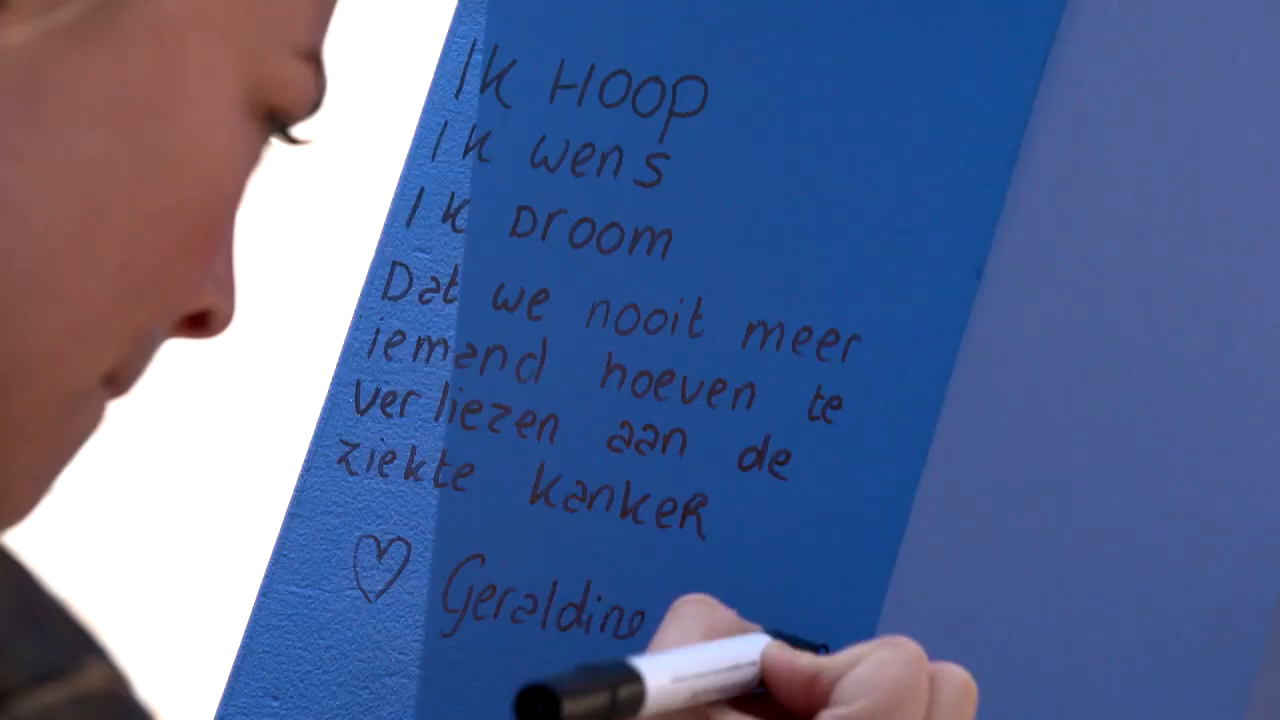 Ik HOOP
Ik wens
Ik Droom
Dat we nooit meer
iemand hoeven te
verliezen aan de
ziekte kankeR
♡ Geraldine